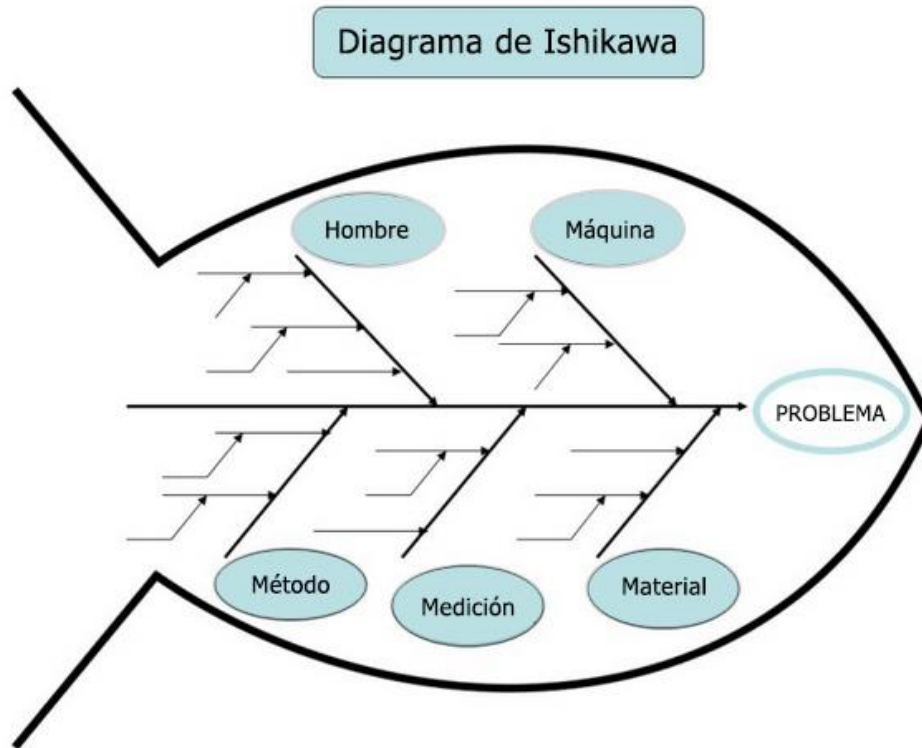 Diagrama de Ishikawa
Hombre
Máquina
PROBLEMA
Método
Medición
Material